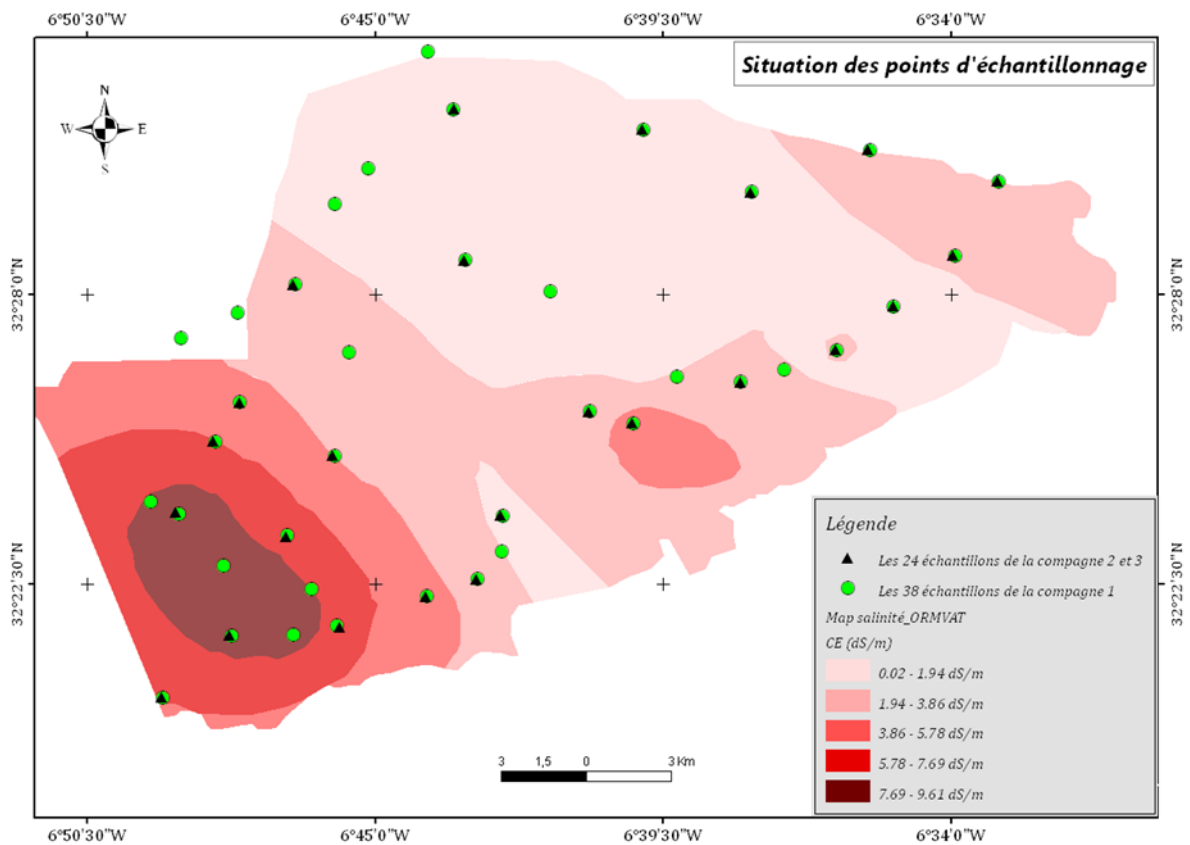 6°50'30"W 6°45'0"W 6°39'30"W 6°34'0"W
Situation des points d'échantillonnage
N
W E
S
32°28'0"N 32°28'0"N
32°22'30"N 32°22'30"N
Légende
Les 24 échantillons de la compagne 2 et 3
Les 38 échantillons de la compagne 1
Map salinité_ORMVAT
CE (dS/m)
0.02 - 1.94 dS/m
1.94 - 3.86 dS/m
3.86 - 5.78 dS/m
5.78 - 7.69 dS/m
7.69 - 9.61 dS/m
3 1,5 0 3 Km
6°50'30"W 6°45'0"W 6°39'30"W 6°34'0"W